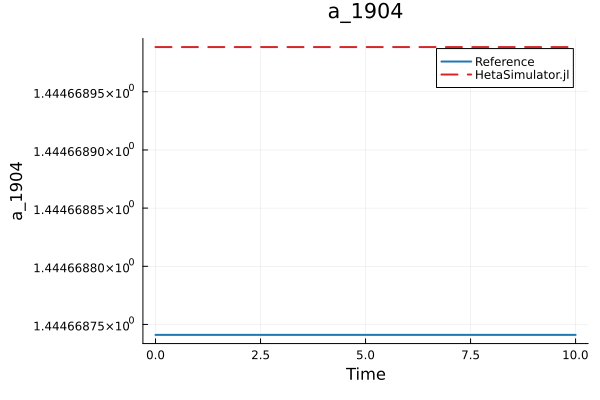 a_1904
Reference
HetaSimulator.jl
1.44466895×10⁰
1.44466890×10⁰
1.44466885×10⁰
1.44466880×10⁰
1.44466875×10⁰
a_1904
0.0 2.5 5.0 7.5 10.0
Time